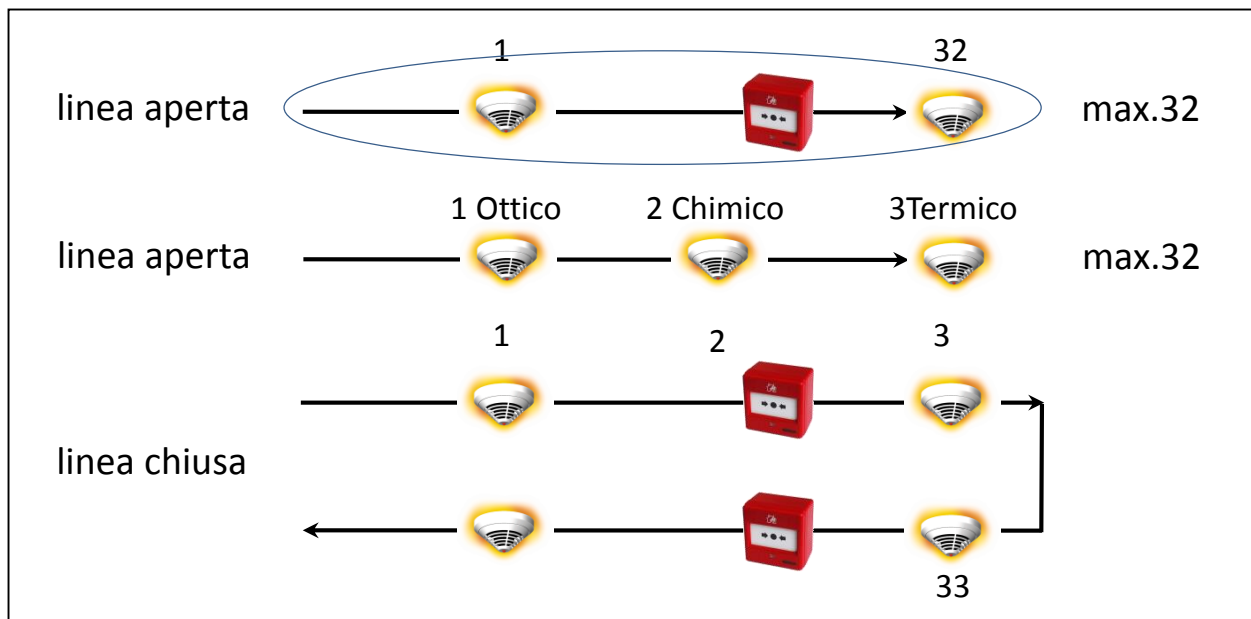 1 32
linea aperta max.32
1 Ottico 2 Chimico 3Termico
linea aperta max.32
1 2 3
linea chiusa
33